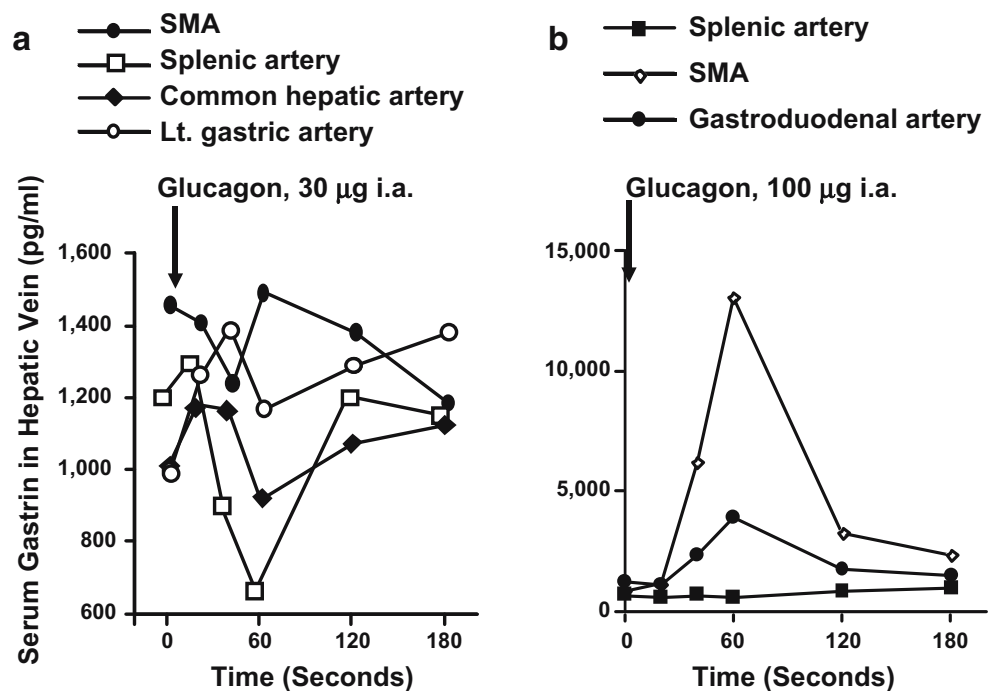 a
SMA
Splenic artery
Common hepatic artery
Lt. gastric artery
Glucagon, 30 μg i.a.
Serum Gastrin in Hepatic Vein (pg/ml)
1,600
1,400
1,200
1,000
800
600
0 60 120 180
Time (Seconds)
b
Splenic artery
SMA
Gastroduodenal artery
Glucagon, 100 μg i.a.
15,000
10,000
5,000
0
0 60 120 180
Time (Seconds)